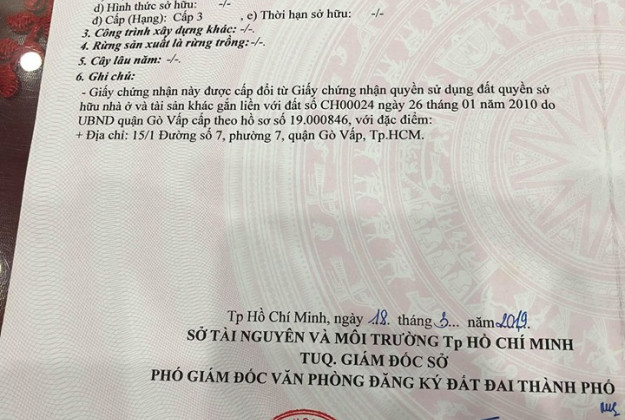 d) Hình thức sở hữu: -/-
đ) Cấp (Hạng): Cấp 3 , e) Thời hạn sở hữu: -/-
3. Công trình xây dựng khác: -/-.
4. Rừng sản xuất là rừng trồng: -/-.
5. Cây lâu năm: -/-.
6. Ghi chú:
- Giấy chứng nhận này được cấp đổi từ Giấy chứng nhận quyền sử dụng đất quyền sở
hữu nhà ở và tài sản khác gắn liền với đất số CH00024 ngày 26 tháng 01 năm 2010 do
UBND quận Gò Vấp cấp theo hồ sơ số 19.000846, với đặc điểm:
+ Địa chỉ: 15/1 Đường số 7, phường 7, quận Gò Vấp, Tp.HCM.
Tp Hồ Chí Minh, ngày 18. tháng 3... năm 2019.
SỞ TÀI NGUYÊN VÀ MÔI TRƯỜNG Tp HỒ CHÍ MINH
TUQ. GIÁM ĐỐC SỞ
PHÓ GIÁM ĐỐC VĂN PHÒNG ĐĂNG KÝ ĐẤT ĐAI THÀNH PHỐ